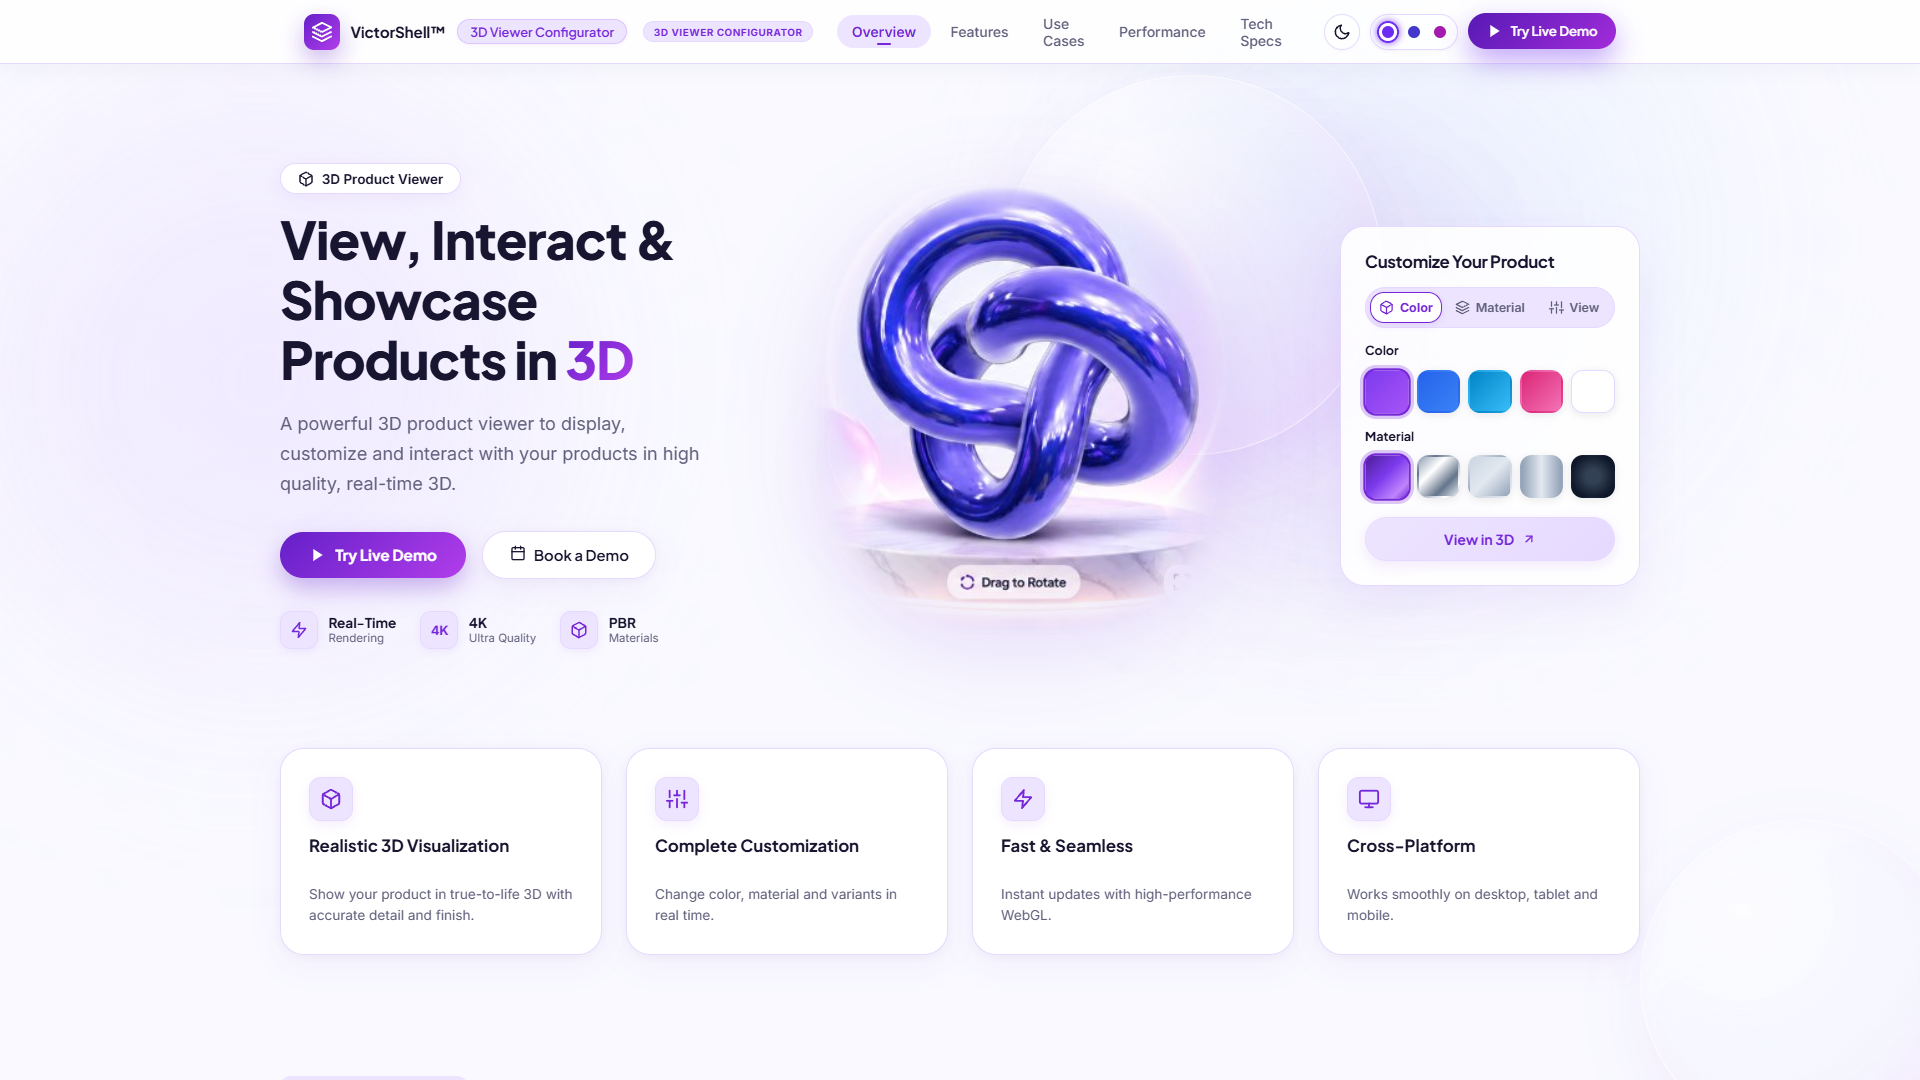 VictorShell™
3D Viewer Configurator
3D VIEWER CONFIGURATOR
Overview
Features
Use
Cases
Performance
Tech
Specs
Try Live Demo
3D Product Viewer
View, Interact &
Showcase
Products in 3D
A powerful 3D product viewer to display,
customize and interact with your products in high
quality, real-time 3D.
Try Live Demo
Book a Demo
Real-Time
Rendering
4K
4K
Ultra Quality
PBR
Materials
Drag to Rotate
Customize Your Product
Color
Material
View
Color
Material
View in 3D
Realistic 3D Visualization
Show your product in true-to-life 3D with
accurate detail and finish.
Complete Customization
Change color, material and variants in
real time.
Fast & Seamless
Instant updates with high-performance
WebGL.
Cross-Platform
Works smoothly on desktop, tablet and
mobile.